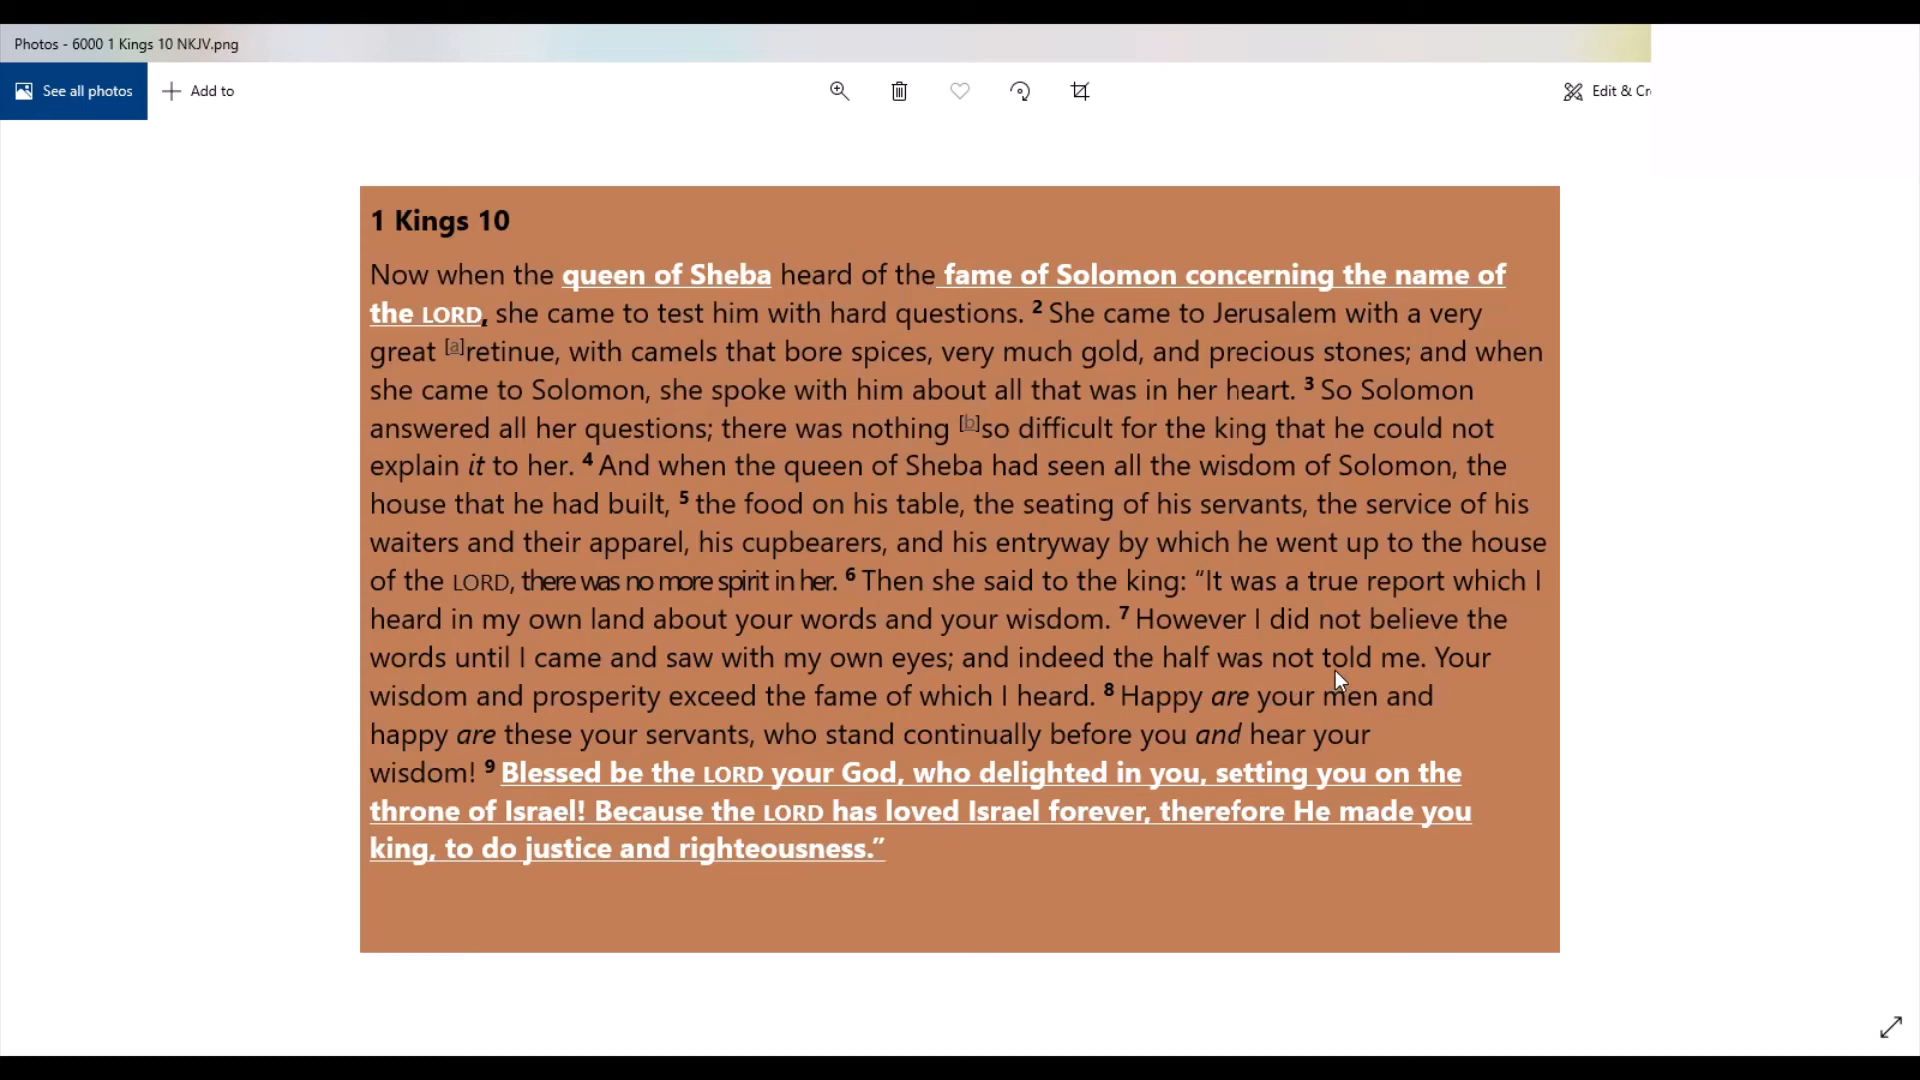 Photos - 6000 1 Kings 10 NKJV.png
See all photos
Add to
Edit & Cr
1 Kings 10
Now when the queen of Sheba heard of the fame of Solomon concerning the name of
the LORD, she came to test him with hard questions. 2 She came to Jerusalem with a very
great [a]retinue, with camels that bore spices, very much gold, and precious stones; and when
she came to Solomon, she spoke with him about all that was in her heart. 3 So Solomon
answered all her questions; there was nothing [b]so difficult for the king that he could not
explain it to her. 4 And when the queen of Sheba had seen all the wisdom of Solomon, the
house that he had built, 5 the food on his table, the seating of his servants, the service of his
waiters and their apparel, his cupbearers, and his entryway by which he went up to the house
of the LORD, there was no more spirit in her. 6 Then she said to the king: “It was a true report which I
heard in my own land about your words and your wisdom. 7 However I did not believe the
words until I came and saw with my own eyes; and indeed the half was not told me. Your
wisdom and prosperity exceed the fame of which I heard. 8 Happy are your men and
happy are these your servants, who stand continually before you and hear your
wisdom! 9 Blessed be the LORD your God, who delighted in you, setting you on the
throne of Israel! Because the LORD has loved Israel forever, therefore He made you
king, to do justice and righteousness.”